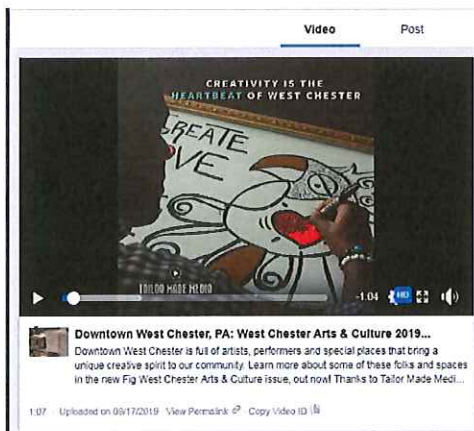 Video Post
CREATIVITY IS THE
HEARTBEAT OF WEST CHESTER
CREATE
VE
TAILOR MADE MEDIO
-1:04 HD
Downtown West Chester, PA: West Chester Arts & Culture 2019...
Downtown West Chester is full of artists, performers and special places that bring a
unique creative spirit to our community. Learn more about some of these folks and spaces
in the new Fig West Chester Arts & Culture issue, out now! Thanks to Tailor Made Medi...
1:07 · Uploaded on 09/17/2019 · View Permalink · Copy Video ID